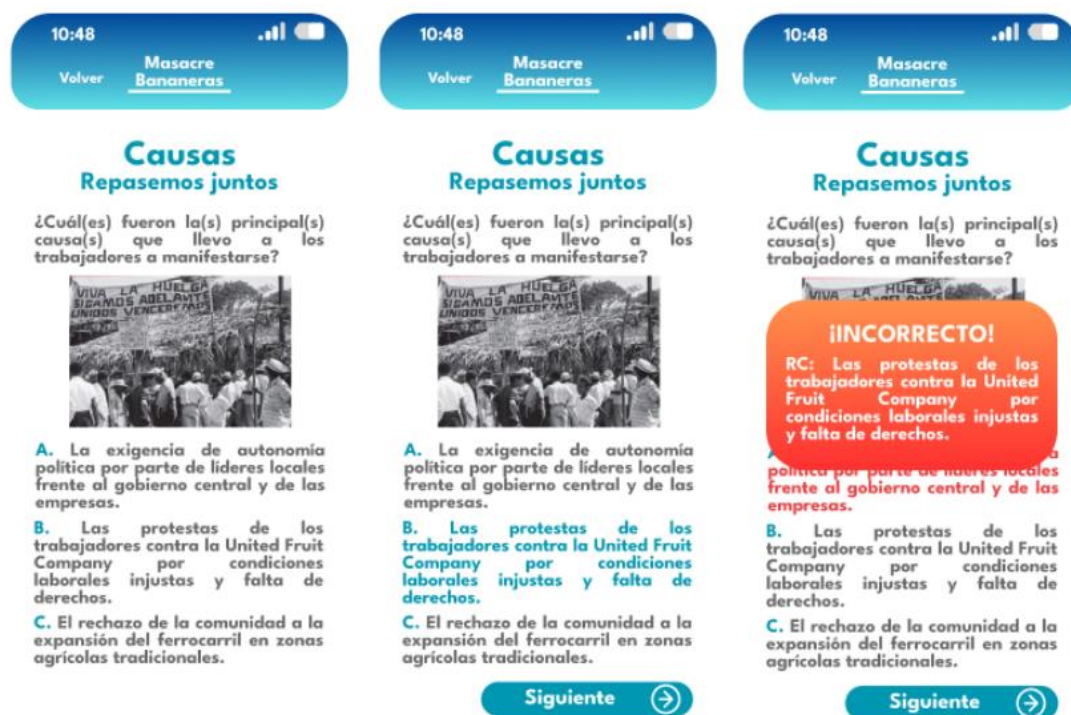 10:48
Volver
Masacre
Bananeras
Causas
Repasemos juntos
¿Cuál(es) fueron la(s) principal(s)
causa(s) que llevo a los
trabajadores a manifestarse?
VIVA LA HUELGA
SIGAMOS ADELANTE
UNIDOS VENCEREMOS
A. La exigencia de autonomía
política por parte de líderes locales
frente al gobierno central y de las
empresas.
B. Las protestas de los
trabajadores contra la United Fruit
Company por condiciones
laborales injustas y falta de
derechos.
C. El rechazo de la comunidad a la
expansión del ferrocarril en zonas
agrícolas tradicionales.
10:48
Volver
Masacre
Bananeras
Causas
Repasemos juntos
¿Cuál(es) fueron la(s) principal(s)
causa(s) que llevo a los
trabajadores a manifestarse?
VIVA LA HUELGA
SIGAMOS ADELANTE
UNIDOS VENCEREMOS
A. La exigencia de autonomía
política por parte de líderes locales
frente al gobierno central y de las
empresas.
B. Las protestas de los
trabajadores contra la United Fruit
Company por condiciones
laborales injustas y falta de
derechos.
C. El rechazo de la comunidad a la
expansión del ferrocarril en zonas
agrícolas tradicionales.
Siguiente
10:48
Volver
Masacre
Bananeras
Causas
Repasemos juntos
¿Cuál(es) fueron la(s) principal(s)
causa(s) que llevo a los
trabajadores a manifestarse?
VIVA LA HUELGA
¡INCORRECTO!
RC: Las protestas de los
trabajadores contra la United
Fruit Company por
condiciones laborales injustas
y falta de derechos.
política por parte de líderes locales
frente al gobierno central y de las
empresas.
B. Las protestas de los
trabajadores contra la United Fruit
Company por condiciones
laborales injustas y falta de
derechos.
C. El rechazo de la comunidad a la
expansión del ferrocarril en zonas
agrícolas tradicionales.
Siguiente